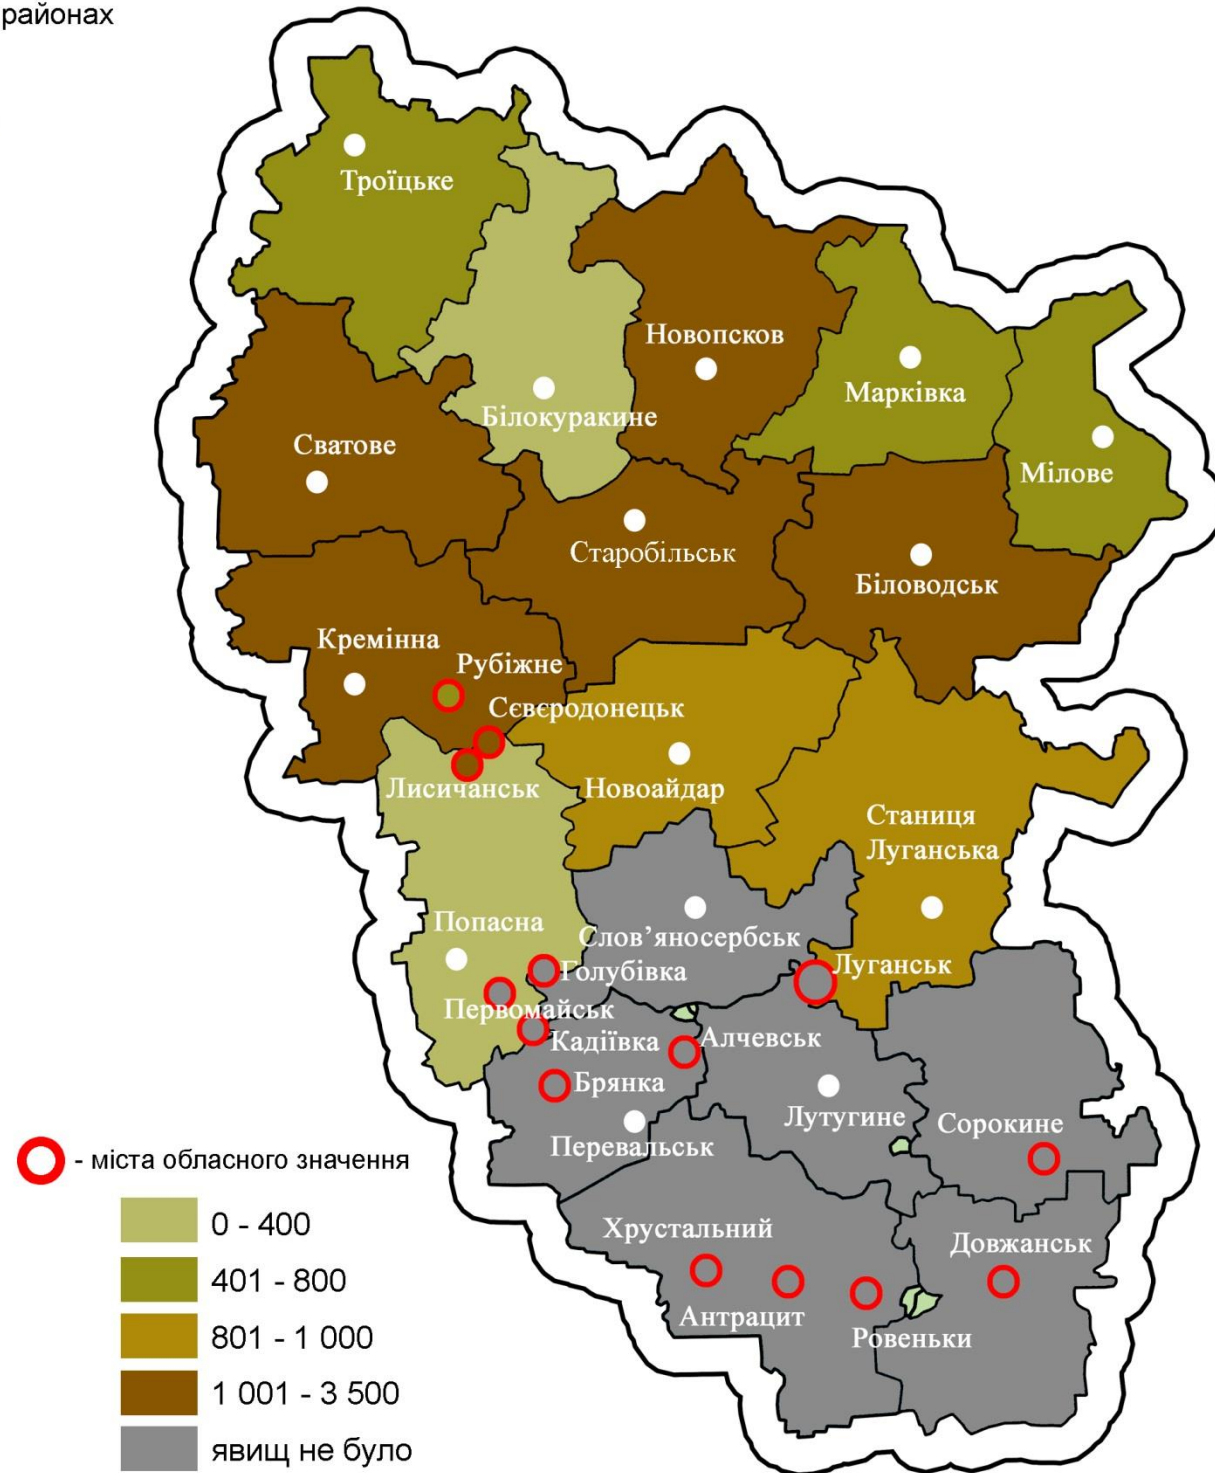 районах
Троїцьке
Новопсков
Марківка
Білокуракине
Сватове
Мілове
Старобільськ
Біловодськ
Кремінна
Рубіжне
Сєвєродонецьк
Лисичанськ
Новоайдар
Станиця
Луганська
Попасна
Слов’яносербськ
Голубівка
Луганськ
Первомайськ
Кадіївка
Алчевськ
Брянка
Лутугине
Перевальськ
Сорокине
- міста обласного значення
Хрустальний
Довжанськ
Антрацит
Ровеньки
0 - 400
401 - 800
801 - 1 000
1 001 - 3 500
явищ не було